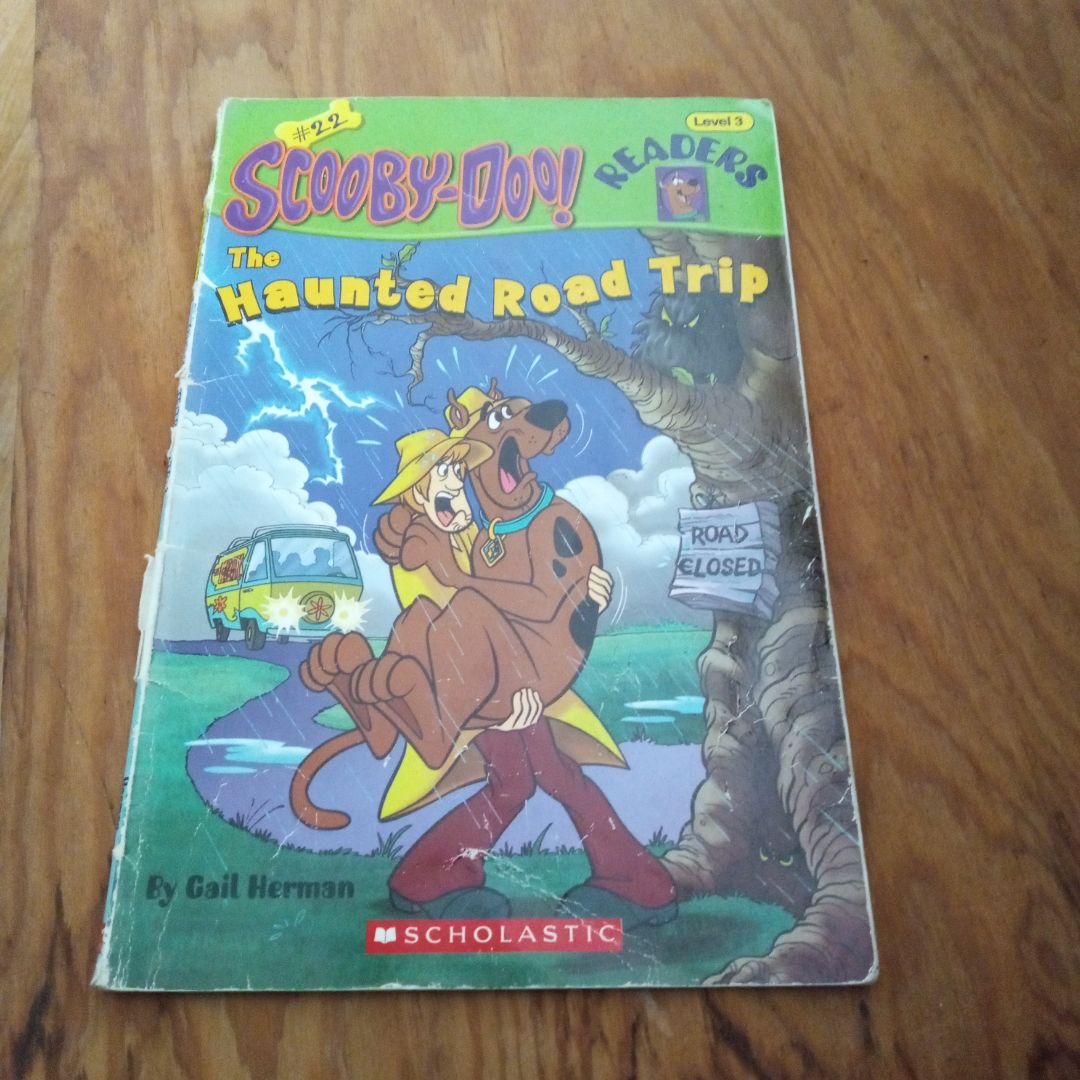 #22
Level 3
SCOOBY-DOO! READERS
The
Haunted Road Trip
ROAD
CLOSED
By Gail Herman
SCHOLASTIC